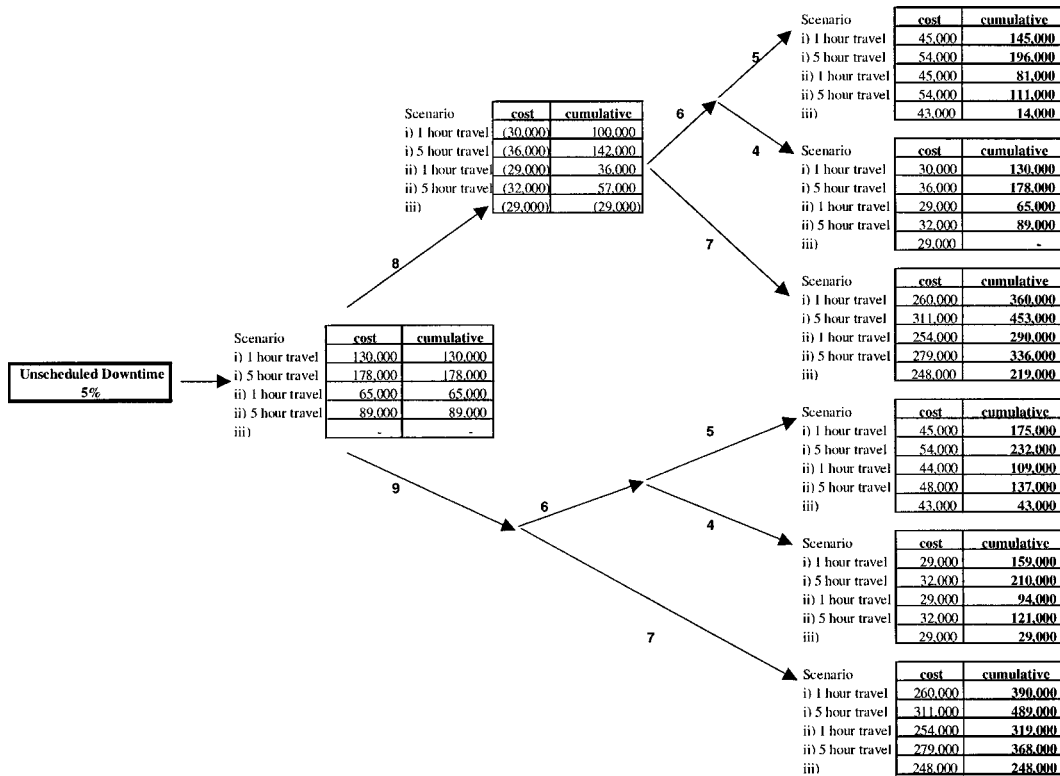 Scenario cost cumulative
i) 1 hour travel 45,000 145,000
i) 5 hour travel 54,000 196,000
ii) 1 hour travel 45,000 81,000
ii) 5 hour travel 54,000 111,000
iii) 43,000 14,000
5
6
4
Scenario cost cumulative
i) 1 hour travel (30,000) 100,000
i) 5 hour travel (36,000) 142,000
ii) 1 hour travel (29,000) 36,000
ii) 5 hour travel (32,000) 57,000
iii) (29,000) (29,000)
Scenario cost cumulative
i) 1 hour travel 30,000 130,000
i) 5 hour travel 36,000 178,000
ii) 1 hour travel 29,000 65,000
ii) 5 hour travel 32,000 89,000
iii) 29,000 -
7
8
Scenario cost cumulative
i) 1 hour travel 260,000 360,000
i) 5 hour travel 311,000 453,000
ii) 1 hour travel 254,000 290,000
ii) 5 hour travel 279,000 336,000
iii) 248,000 219,000
Unscheduled Downtime
5%
Scenario cost cumulative
i) 1 hour travel 130,000 130,000
i) 5 hour travel 178,000 178,000
ii) 1 hour travel 65,000 65,000
ii) 5 hour travel 89,000 89,000
iii) - -
Scenario cost cumulative
i) 1 hour travel 45,000 175,000
i) 5 hour travel 54,000 232,000
ii) 1 hour travel 44,000 109,000
ii) 5 hour travel 48,000 137,000
iii) 43,000 43,000
5
9
6
4
Scenario cost cumulative
i) 1 hour travel 29,000 159,000
i) 5 hour travel 32,000 210,000
ii) 1 hour travel 29,000 94,000
ii) 5 hour travel 32,000 121,000
iii) 29,000 29,000
7
Scenario cost cumulative
i) 1 hour travel 260,000 390,000
i) 5 hour travel 311,000 489,000
ii) 1 hour travel 254,000 319,000
ii) 5 hour travel 279,000 368,000
iii) 248,000 248,000